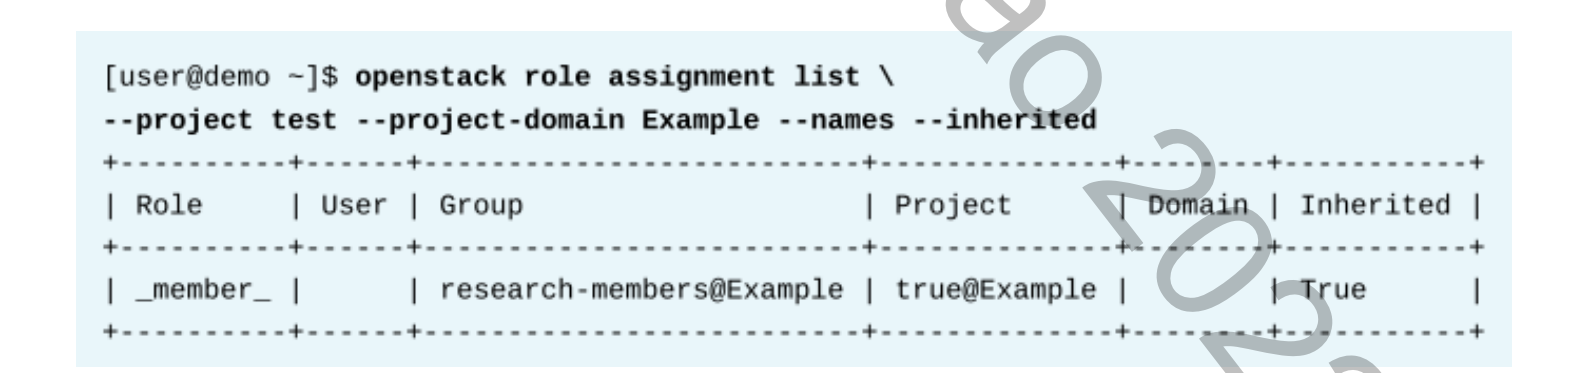 [user@demo ~]$ openstack role assignment list \
--project test --project-domain Example --names --inherited
+----------+------+-----------------------+-------------+--------+-----------+
| Role | User | Group | Project | Domain | Inherited |
+----------+------+-----------------------+-------------+--------+-----------+
| _member_ | | research-members@Example | true@Example | | True |
+----------+------+-----------------------+-------------+--------+-----------+